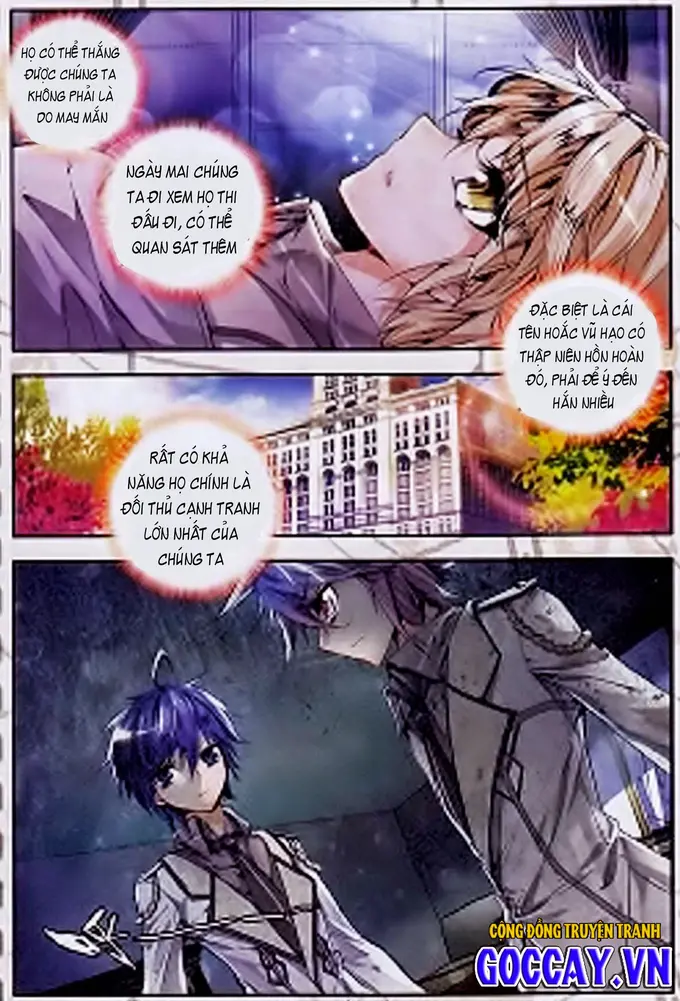 HỌ CÓ THỂ THẮNG
ĐƯỢC CHÚNG TA
KHÔNG PHẢI LÀ
DO MAY MẮN
NGÀY MAI CHÚNG
TA ĐI XEM HỌ THI
ĐẤU ĐI, CÓ THỂ
QUAN SÁT THÊM
ĐẶC BIỆT LÀ CÁI
TÊN HOẮC VŨ HẠO CÓ
THẬP NIÊN HỒN HOÀN
ĐÓ, PHẢI ĐỂ Ý ĐẾN
HẮN NHIỀU
RẤT CÓ KHẢ
NĂNG HỌ CHÍNH LÀ
ĐỐI THỦ CẠNH TRANH
LỚN NHẤT CỦA
CHÚNG TA
CỘNG ĐỒNG TRUYỆN TRANH
GOCCAY.VN